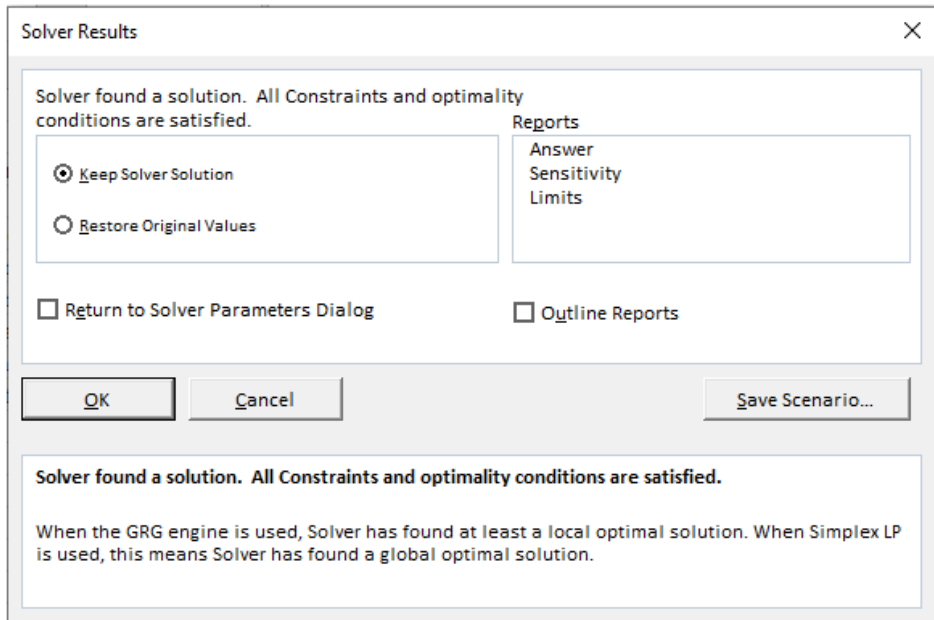 Solver Results
Solver found a solution.  All Constraints and optimality
conditions are satisfied.
Reports
Answer
Sensitivity
Limits
Keep Solver Solution
Restore Original Values
Return to Solver Parameters Dialog
Outline Reports
OK
Cancel
Save Scenario...
Solver found a solution.  All Constraints and optimality conditions are satisfied.
When the GRG engine is used, Solver has found at least a local optimal solution. When Simplex LP
is used, this means Solver has found a global optimal solution.